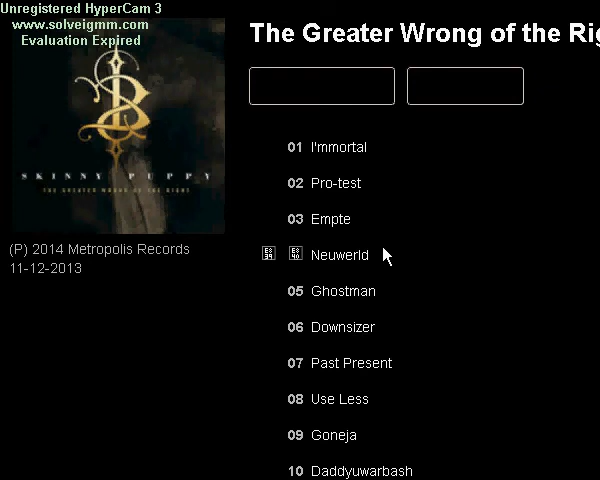 Unregistered HyperCam 3
www.solveigmm.com
Evaluation Expired
The Greater Wrong of the Rig
SKINNY PUPPY
THE GREATER WRONG OF THE RIGHT
(P) 2014 Metropolis Records
11-12-2013
01 I'mmortal
02 Pro-test
03 Empte
Neuwerld
05 Ghostman
06 Downsizer
07 Past Present
08 Use Less
09 Goneja
10 Daddyuwarbash